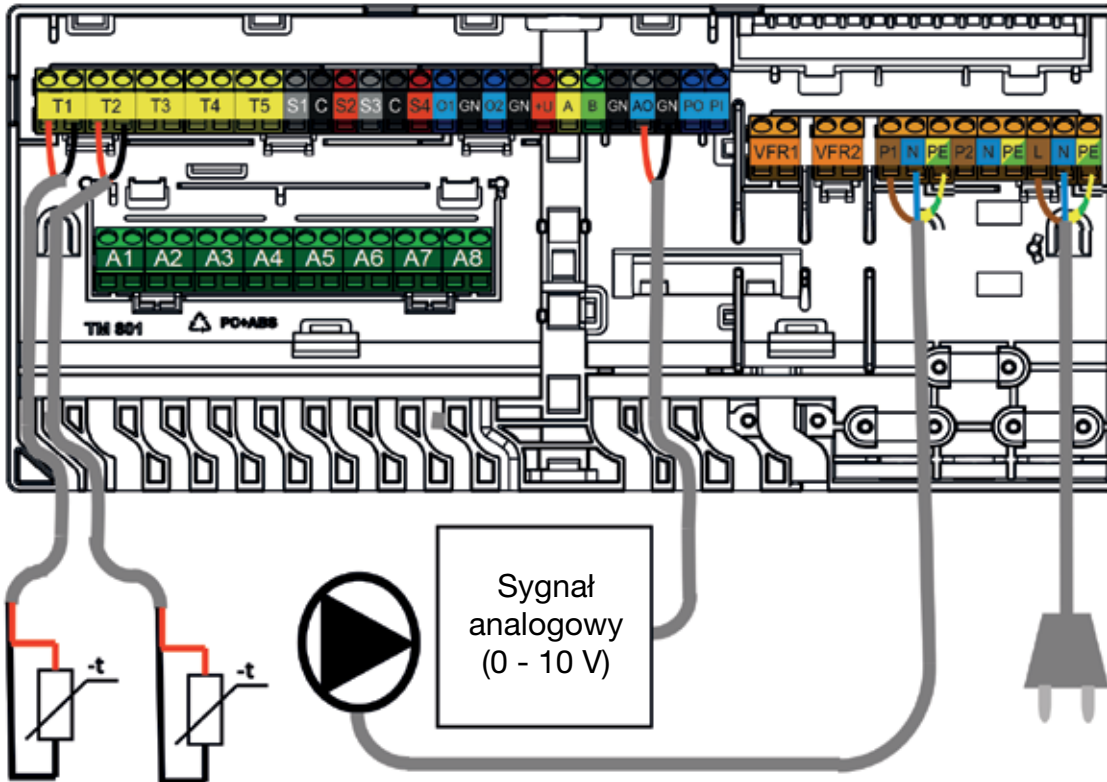 T1 T2 T3 T4 T5 S1 C S2 S3 C S4 O1 GN O2 GN +U A B GN AO GN PO PI
VFR1 VFR2 P1 N PE P2 N PE L N PE
A1 A2 A3 A4 A5 A6 A7 A8
TM 801 PC+ABS
Sygnał
analogowy
(0 - 10 V)
-t -t